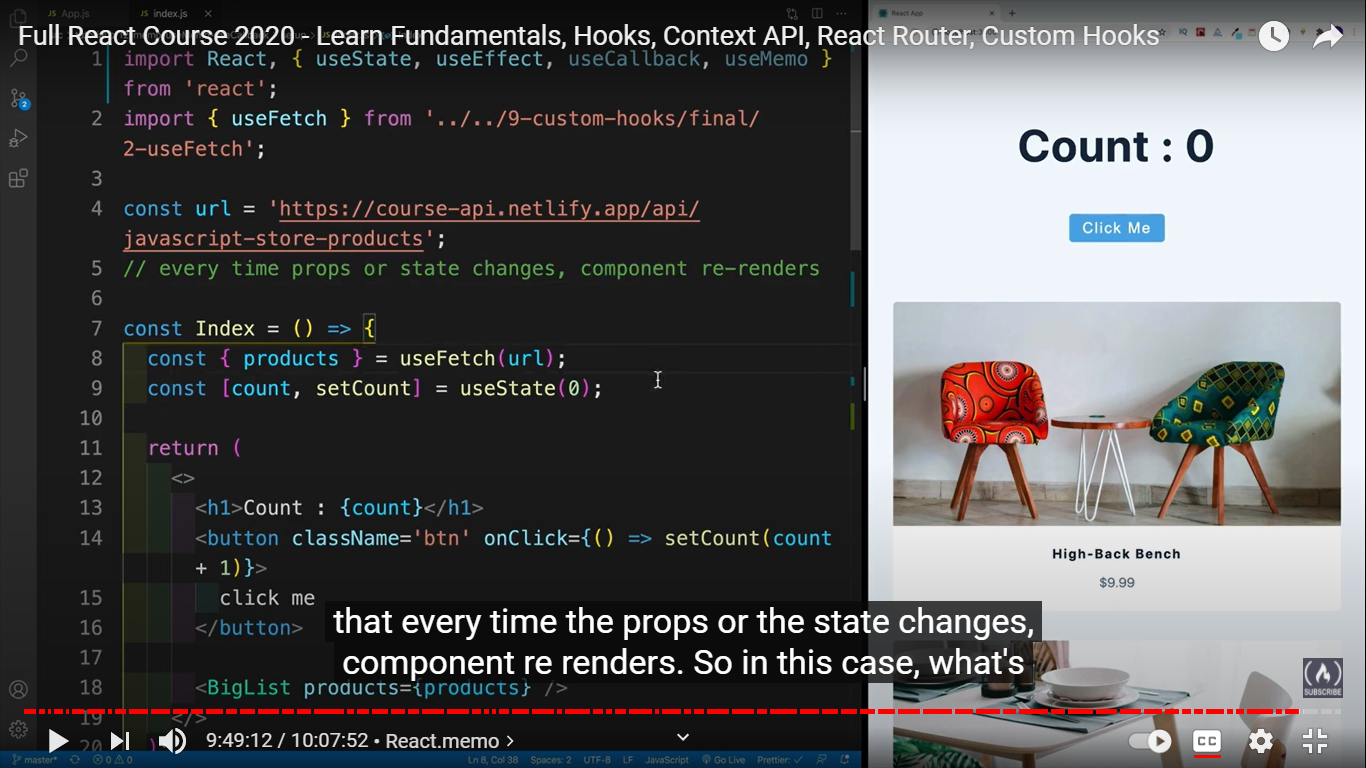 App.js
index.js
React App
Full React Course 2020 - Learn Fundamentals, Hooks, Context API, React Router, Custom Hooks
1 import React, { useState, useEffect, useCallback, useMemo }
from 'react';
2 import { useFetch } from '../../9-custom-hooks/final/
2-useFetch';
3
4 const url = 'https://course-api.netlify.app/api/
javascript-store-products';
5 // every time props or state changes, component re-renders
6
7 const Index = () => {
8 const { products } = useFetch(url);
9 const [count, setCount] = useState(0);
10
11 return (
12 <>
13 <h1>Count : {count}</h1>
14 <button className='btn' onClick={() => setCount(count
+ 1)}>
15 click me
16 </button>
17
18 <BigList products={products} />
19 </>
20 )
2
Count : 0
Click Me
High-Back Bench
$9.99
that every time the props or the state changes,
component re renders. So in this case, what's
SUBSCRIBE
9:49:12 / 10:07:52 • React.memo >
CC
master* 0 0 Ln 8, Col 38 Spaces: 2 UTF-8 LF JavaScript Go Live Prettier: ✓